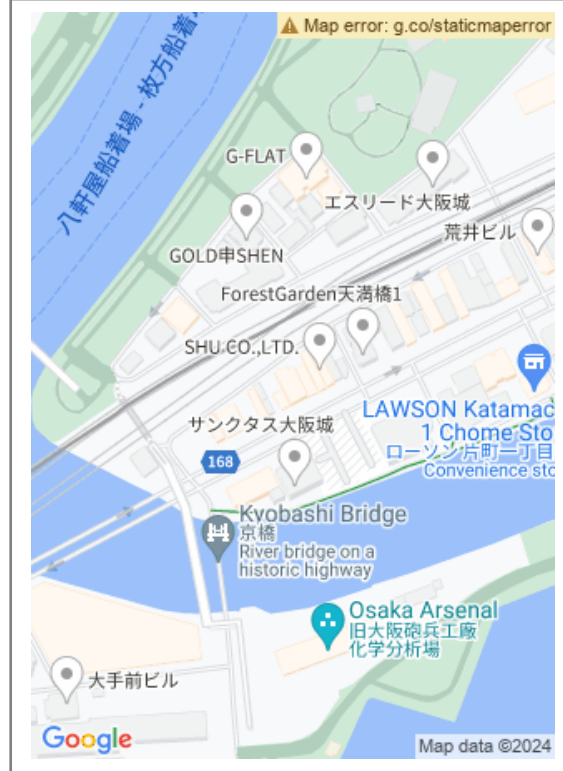 Map error: g.co/staticmaperror
八軒屋船着場 - 枚方船着場
G-FLAT
エスリード大阪城
荒井ビル
GOLD申SHEN
ForestGarden天満橋1
SHU CO.,LTD.
LAWSON Katamac
1 Chome Sto
ローソン片町一丁目
Convenience sto
サンクタス大阪城
168
Kyobashi Bridge
京橋
River bridge on a
historic highway
Osaka Arsenal
旧大阪砲兵工廠
化学分析場
大手前ビル
Google
Map data ©2024